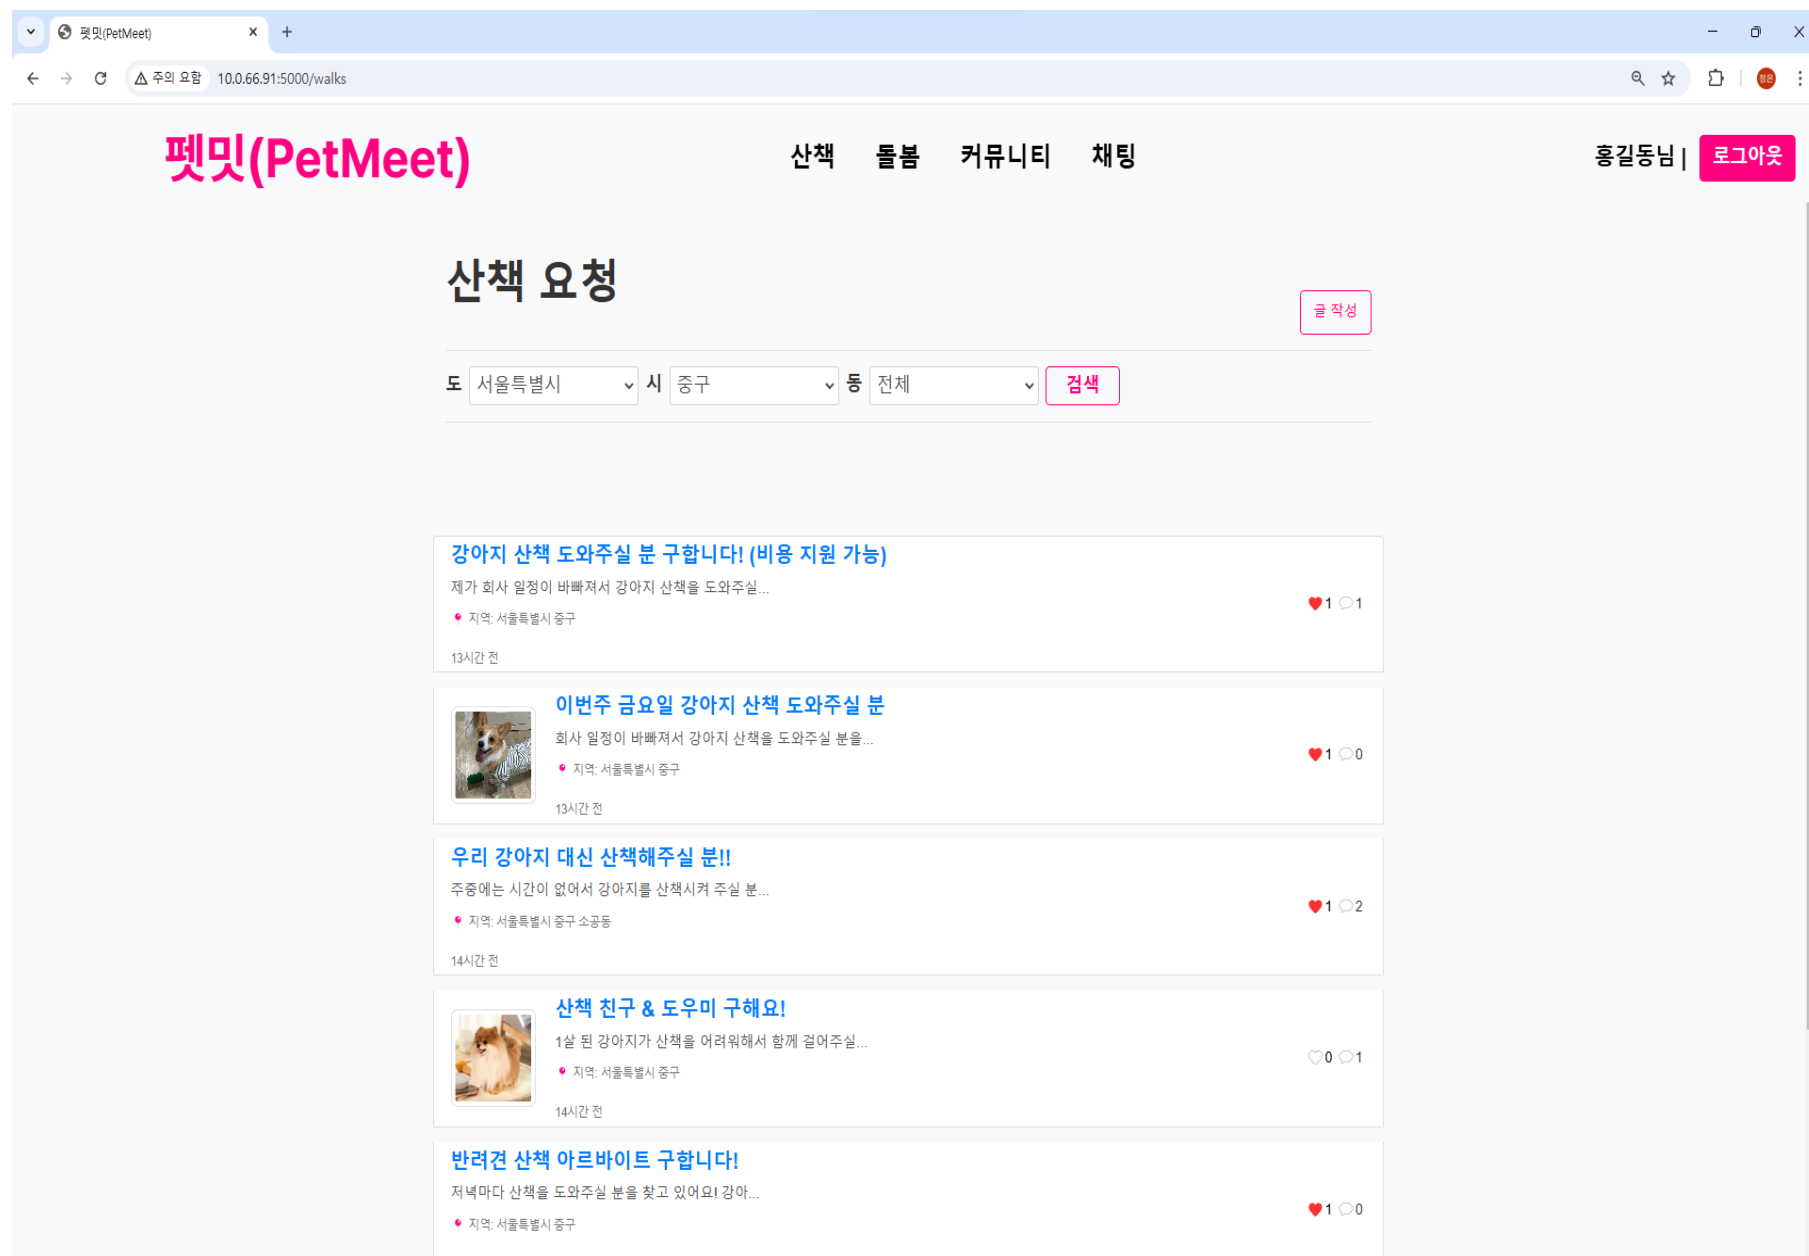 펫밋(PetMeet)
주의 요함 10.0.66.91:5000/walks
정은
펫밋(PetMeet) 산책 돌봄 커뮤니티 채팅 홍길동님 | 로그아웃
산책 요청
글 작성
도 서울특별시 시 중구 동 전체 검색
강아지 산책 도와주실 분 구합니다! (비용 지원 가능)
제가 회사 일정이 바빠져서 강아지 산책을 도와주실...
지역: 서울특별시 중구
1 1
13시간 전
이번주 금요일 강아지 산책 도와주실 분
회사 일정이 바빠져서 강아지 산책을 도와주실 분을...
지역: 서울특별시 중구
1 0
13시간 전
우리 강아지 대신 산책해주실 분!!
주중에는 시간이 없어서 강아지를 산책시켜 주실 분...
지역: 서울특별시 중구 소공동
1 2
14시간 전
산책 친구 & 도우미 구해요!
1살 된 강아지가 산책을 어려워해서 함께 걸어주실...
지역: 서울특별시 중구
0 1
14시간 전
반려견 산책 아르바이트 구합니다!
저녁마다 산책을 도와주실 분을 찾고 있어요! 강아...
지역: 서울특별시 중구
1 0